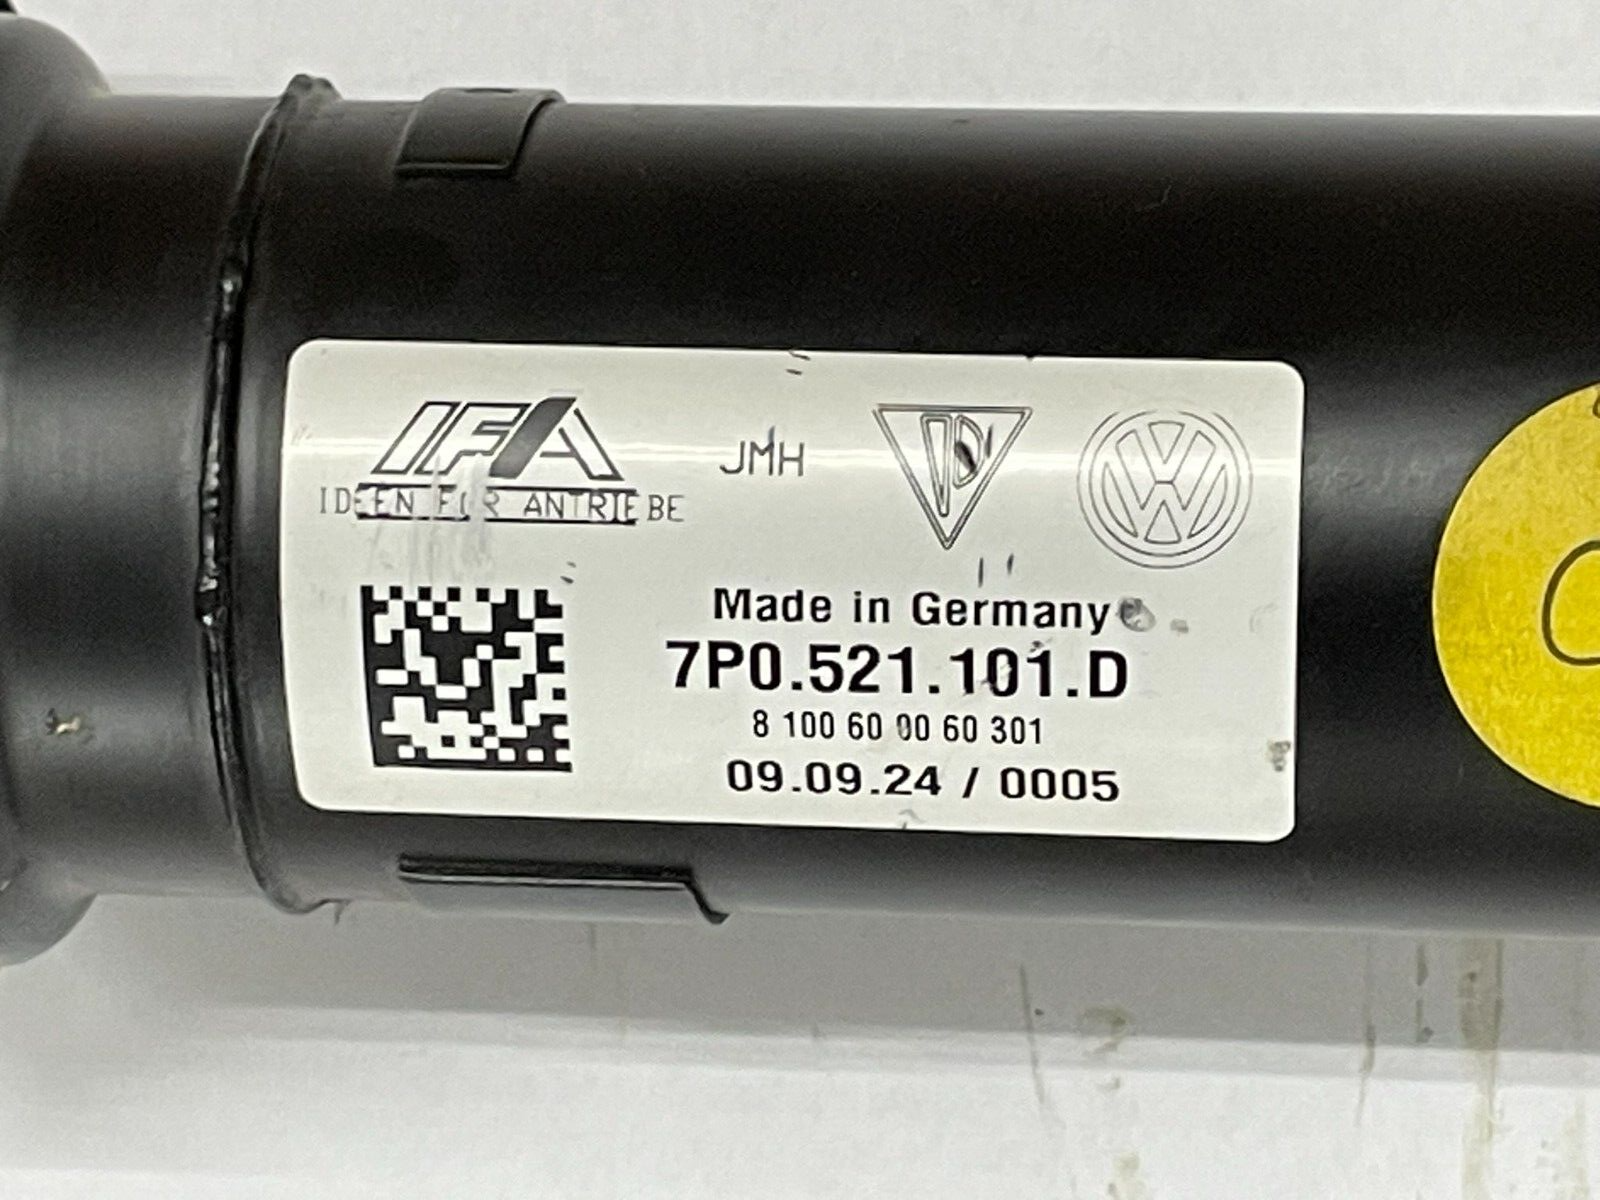 IFA
IDEEN FÜR ANTRIEBE
JMH
Made in Germany
7P0.521.101.D
8 100 60 00 60 301
09.09.24 / 0005